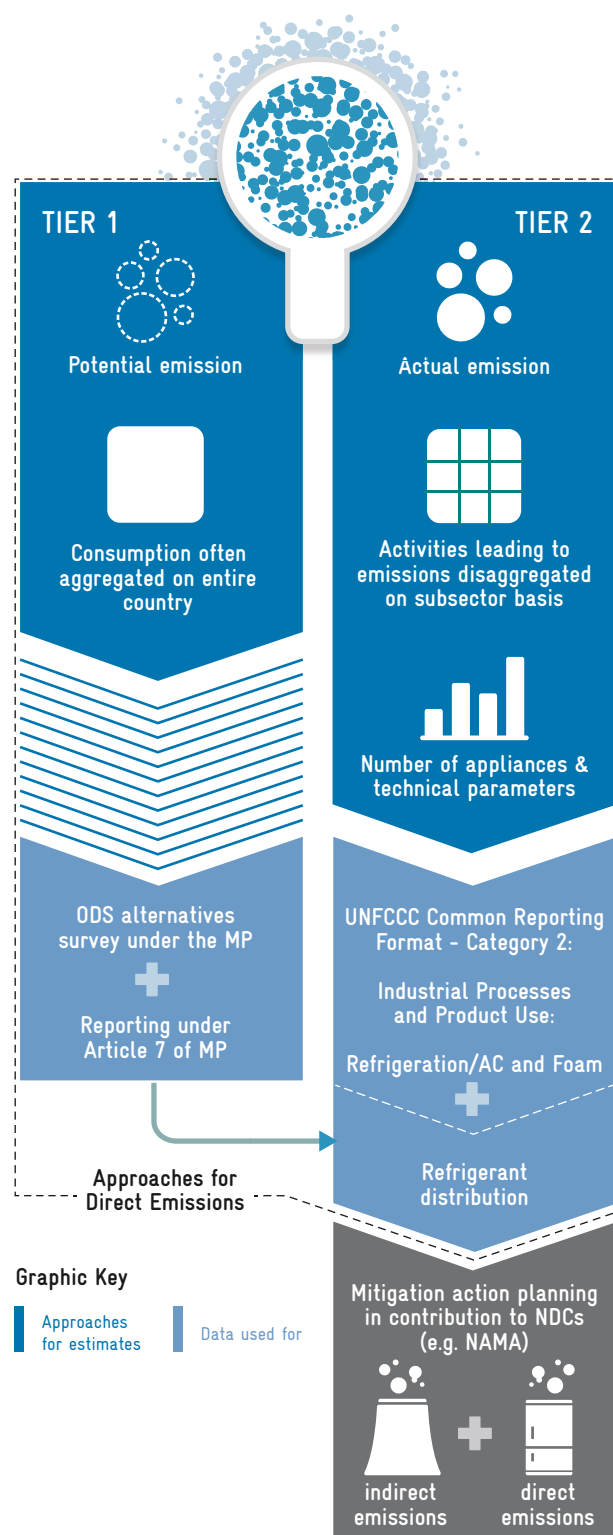 TIER 1
Potential emission
Consumption often
aggregated on entire
country
ODS alternatives
survey under the MP
Reporting under
Article 7 of MP
TIER 2
Actual emission
Activities leading to
emissions disaggregated
on subsector basis
Number of appliances &
technical parameters
UNFCCC Common Reporting
Format - Category 2:
Industrial Processes
and Product Use:
Refrigeration/AC and Foam
Refrigerant
distribution
Approaches for
Direct Emissions
Graphic Key
Approaches
for estimates
Data used for
Mitigation action planning
in contribution to NDCs
(e.g. NAMA)
indirect
emissions
direct
emissions